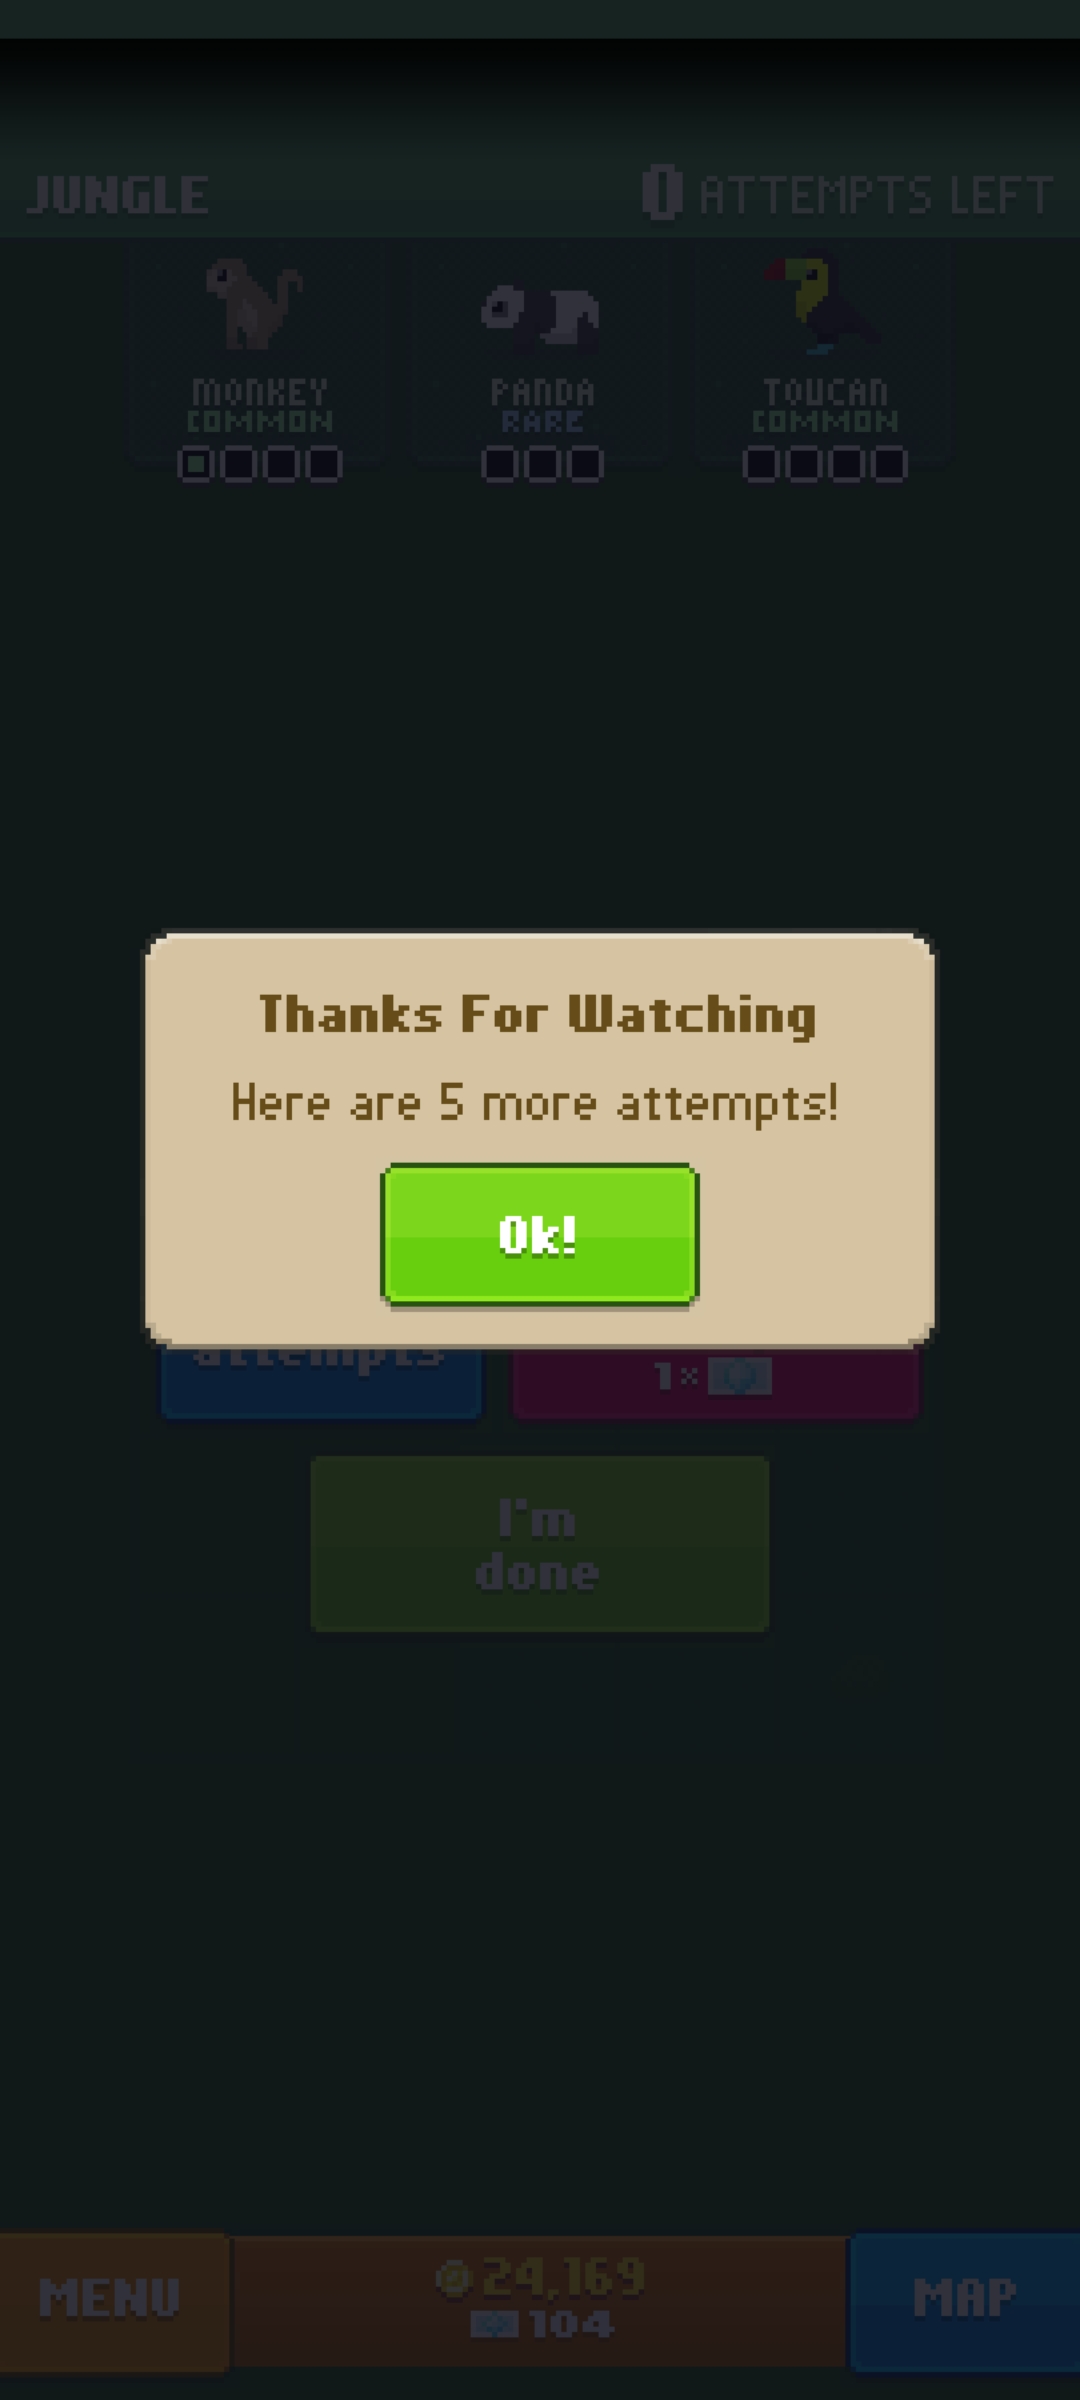 JUNGLE
0 ATTEMPTS LEFT
MONKEY
COMMON
PANDA
RARE
TOUCAN
COMMON
Thanks For Watching
Here are 5 more attempts!
Ok!
attempts
1×
I'm
done
MENU
24,169
104
MAP